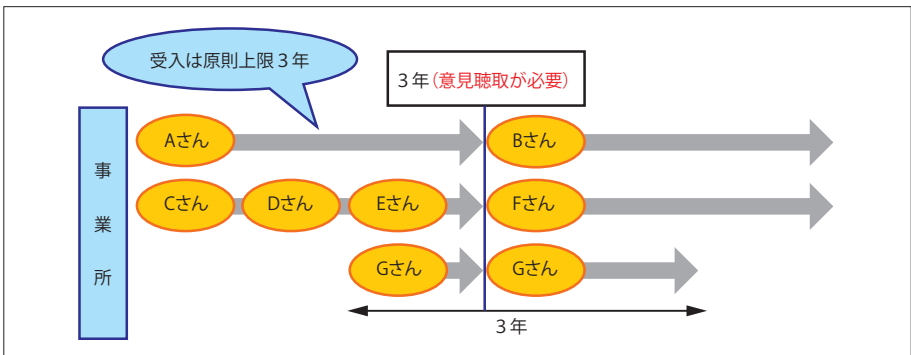 受入は原則上限3年
3年(意見聴取が必要)
事業所
Aさん
Bさん
Cさん
Dさん
Eさん
Fさん
Gさん
Gさん
3年